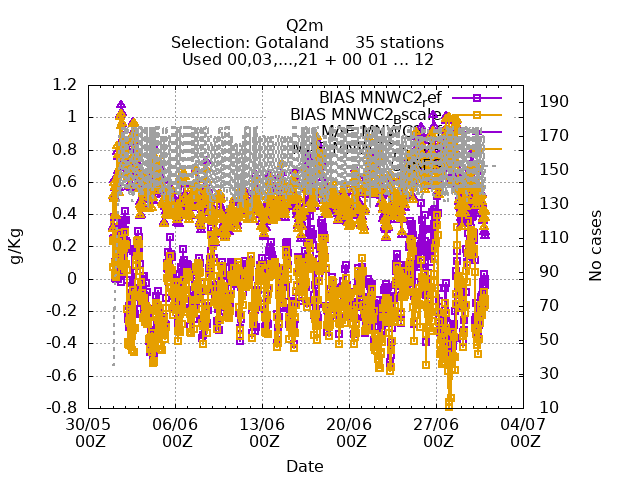 Q2m
Selection: Gotaland 35 stations
Used 00,03,...,21 + 00 01 ... 12
g/Kg
No cases
1.2
1
0.8
0.6
0.4
0.2
0
-0.2
-0.4
-0.6
-0.8
190
170
150
130
110
90
70
50
30
10
BIAS MNWC2ref
BIAS MNWC2Bscale
30/05 06/06 13/06 20/06 27/06 04/07
00Z 00Z 00Z 00Z 00Z 00Z
Date